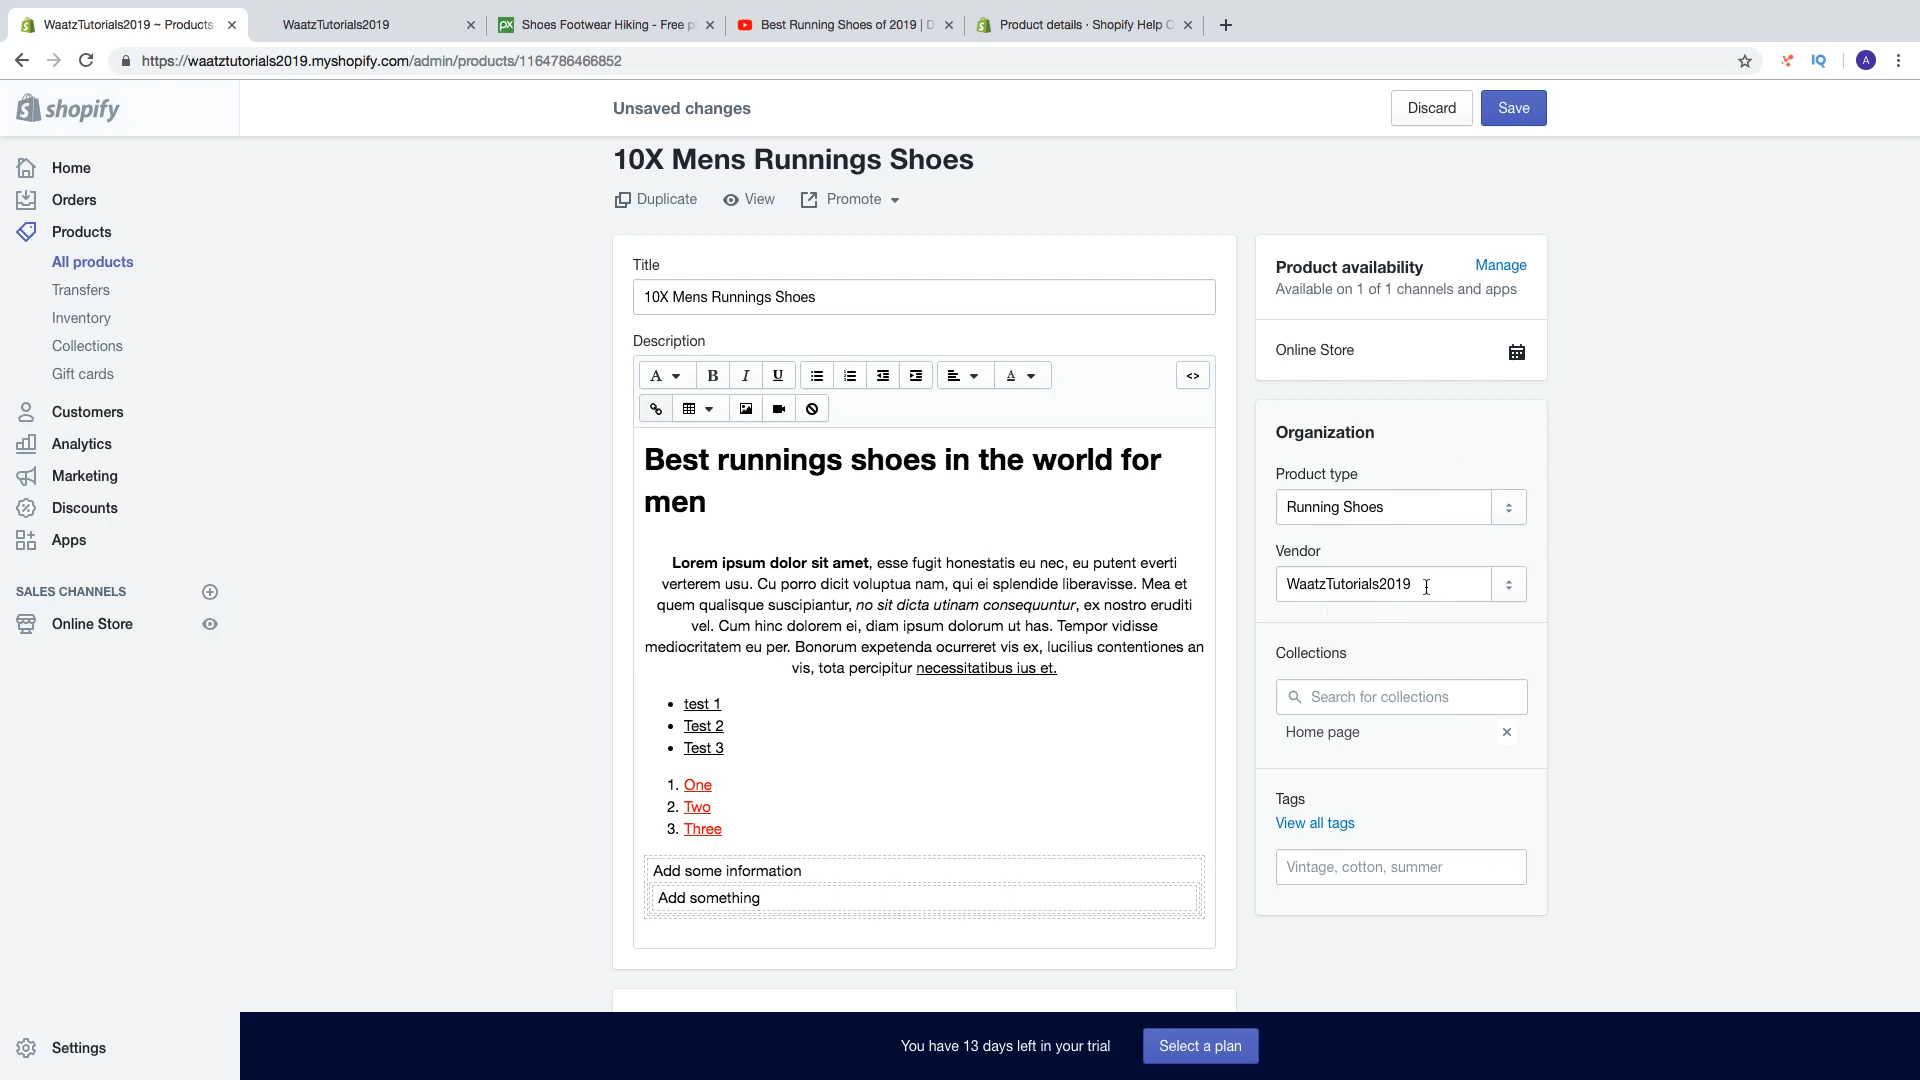 WaatzTutorials2019 ~ Products
WaatzTutorials2019
Shoes Footwear Hiking - Free p
Best Running Shoes of 2019 | D
Product details · Shopify Help C
https://waatztutorials2019.myshopify.com/admin/products/1164786466852
IQ
A
shopify
Unsaved changes
Discard
Save
Home
Orders
Products
All products
Transfers
Inventory
Collections
Gift cards
Customers
Analytics
Marketing
Discounts
Apps
SALES CHANNELS
Online Store
Settings
10X Mens Runnings Shoes
Duplicate
View
Promote
Title
10X Mens Runnings Shoes
Description
A
B
I
U
A
<>
Best runnings shoes in the world for
men
Lorem ipsum dolor sit amet, esse fugit honestatis eu nec, eu putent everti
verterem usu. Cu porro dicit voluptua nam, qui ei splendide liberavisse. Mea et
quem qualisque suscipiantur, no sit dicta utinam consequuntur, ex nostro eruditi
vel. Cum hinc dolorem ei, diam ipsum dolorum ut has. Tempor vidisse
mediocritatem eu per. Bonorum expetenda ocurreret vis ex, lucilius contentiones an
vis, tota percipitur necessitatibus ius et.
• test 1
• Test 2
• Test 3
1. One
2. Two
3. Three
Add some information
Add something
Product availability
Manage
Available on 1 of 1 channels and apps
Online Store
Organization
Product type
Running Shoes
Vendor
WaatzTutorials2019
Collections
Search for collections
Home page
Tags
View all tags
Vintage, cotton, summer
You have 13 days left in your trial
Select a plan